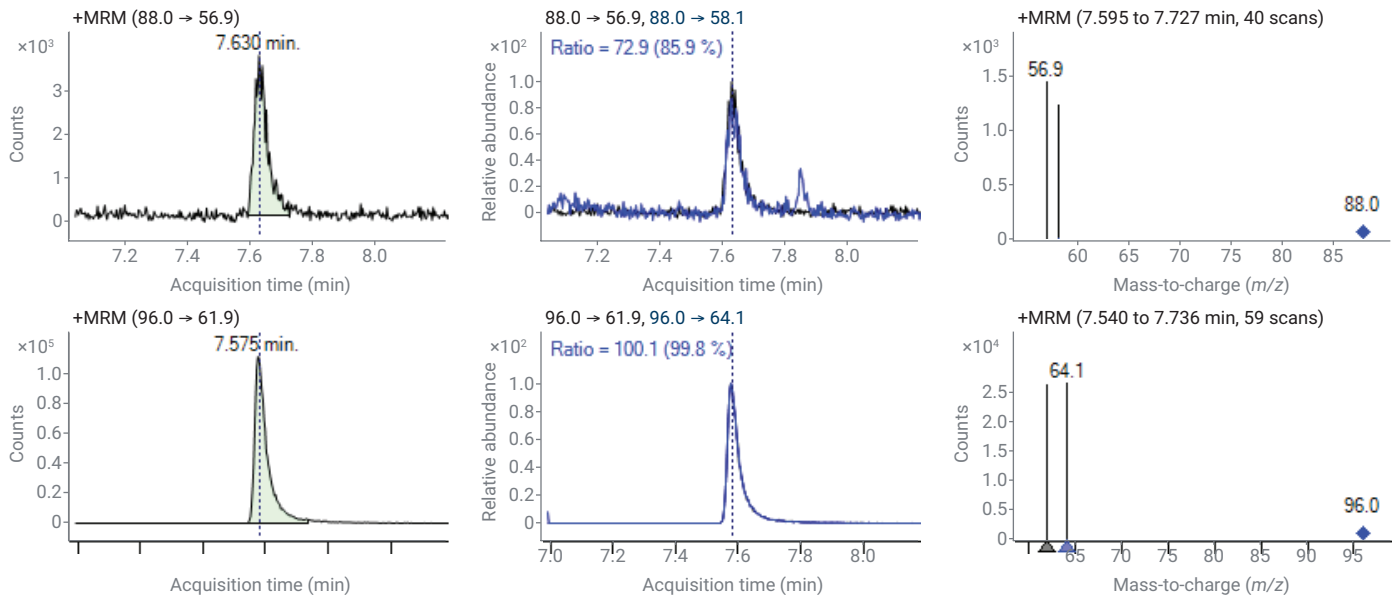 +MRM (88.0 → 56.9)
×10³
7.630 min.
Counts
3
2
1
0
7.2 7.4 7.6 7.8 8.0
Acquisition time (min)
88.0 → 56.9, 88.0 → 58.1
×10²
Ratio = 72.9 (85.9 %)
Relative abundance
1.0
0.8
0.6
0.4
0.2
0
7.2 7.4 7.6 7.8 8.0
Acquisition time (min)
+MRM (7.595 to 7.727 min, 40 scans)
×10³
56.9
Counts
1.5
1.0
0.5
0
88.0
60 65 70 75 80 85
Mass-to-charge (m/z)
+MRM (96.0 → 61.9)
×10⁵
7.575 min.
Counts
1.0
0.8
0.6
0.4
0.2
0
Acquisition time (min)
96.0 → 61.9, 96.0 → 64.1
×10²
Ratio = 100.1 (99.8 %)
Relative abundance
1.0
0.8
0.6
0.4
0.2
0
7.0 7.2 7.4 7.6 7.8 8.0
Acquisition time (min)
+MRM (7.540 to 7.736 min, 59 scans)
×10⁴
64.1
Counts
2.5
2.0
1.5
1.0
0.5
0
96.0
65 70 75 80 85 90 95
Mass-to-charge (m/z)